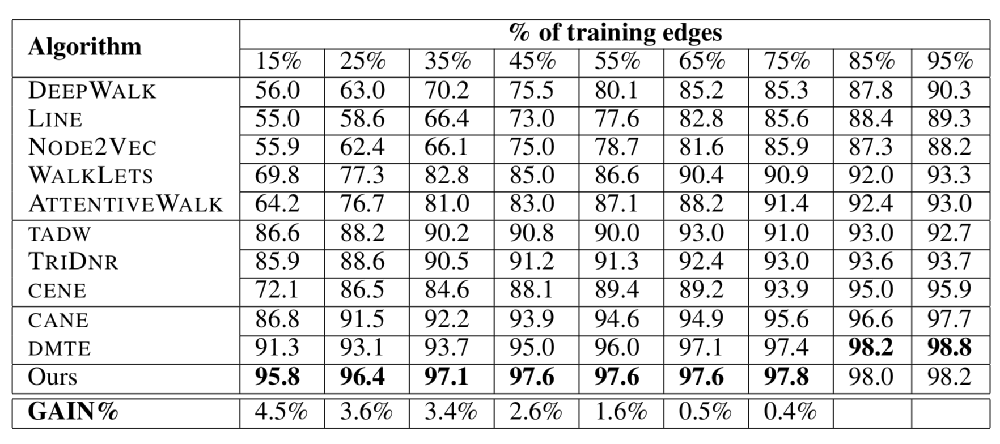 Algorithm % of training edges
15% 25% 35% 45% 55% 65% 75% 85% 95%
DEEPWALK 56.0 63.0 70.2 75.5 80.1 85.2 85.3 87.8 90.3
LINE 55.0 58.6 66.4 73.0 77.6 82.8 85.6 88.4 89.3
NODE2VEC 55.9 62.4 66.1 75.0 78.7 81.6 85.9 87.3 88.2
WALKLETS 69.8 77.3 82.8 85.0 86.6 90.4 90.9 92.0 93.3
ATTENTIVEWALK 64.2 76.7 81.0 83.0 87.1 88.2 91.4 92.4 93.0
TADW 86.6 88.2 90.2 90.8 90.0 93.0 91.0 93.0 92.7
TRIDNR 85.9 88.6 90.5 91.2 91.3 92.4 93.0 93.6 93.7
CENE 72.1 86.5 84.6 88.1 89.4 89.2 93.9 95.0 95.9
CANE 86.8 91.5 92.2 93.9 94.6 94.9 95.6 96.6 97.7
DMTE 91.3 93.1 93.7 95.0 96.0 97.1 97.4 98.2 98.8
Ours 95.8 96.4 97.1 97.6 97.6 97.6 97.8 98.0 98.2
GAIN% 4.5% 3.6% 3.4% 2.6% 1.6% 0.5% 0.4%